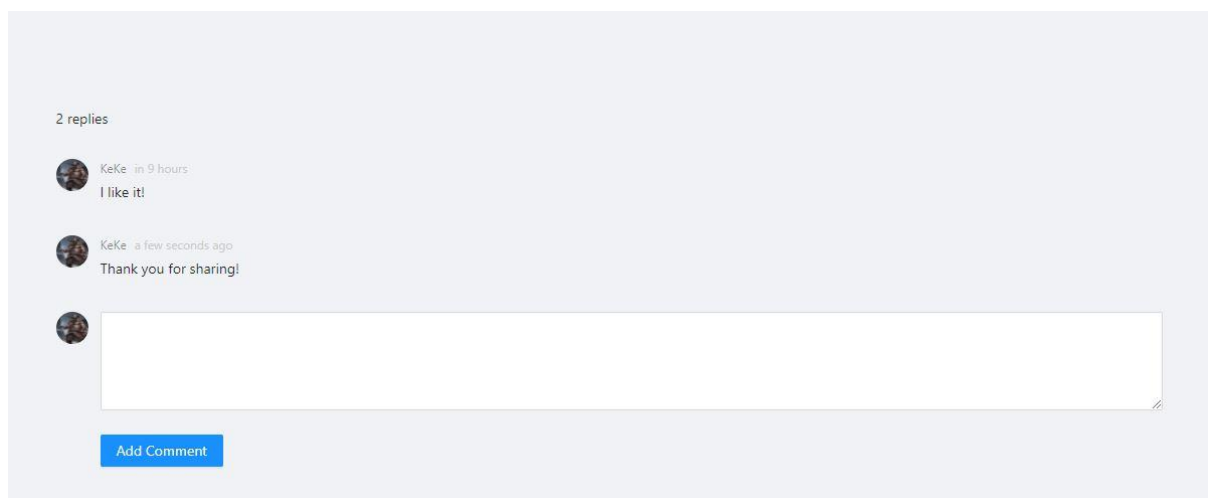 2 replies
KeKe in 9 hours
I like it!
KeKe a few seconds ago
Thank you for sharing!
Add Comment